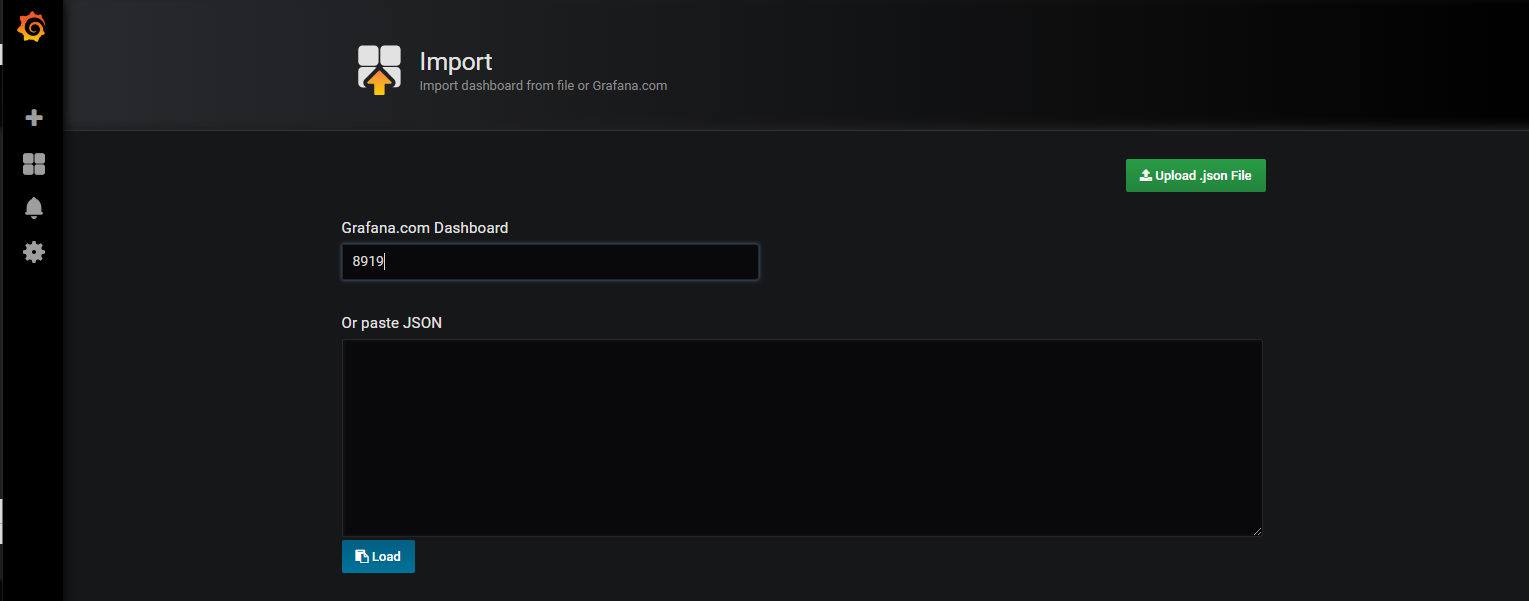 Import
Import dashboard from file or Grafana.com
Upload .json File
Grafana.com Dashboard
8919
Or paste JSON
Load